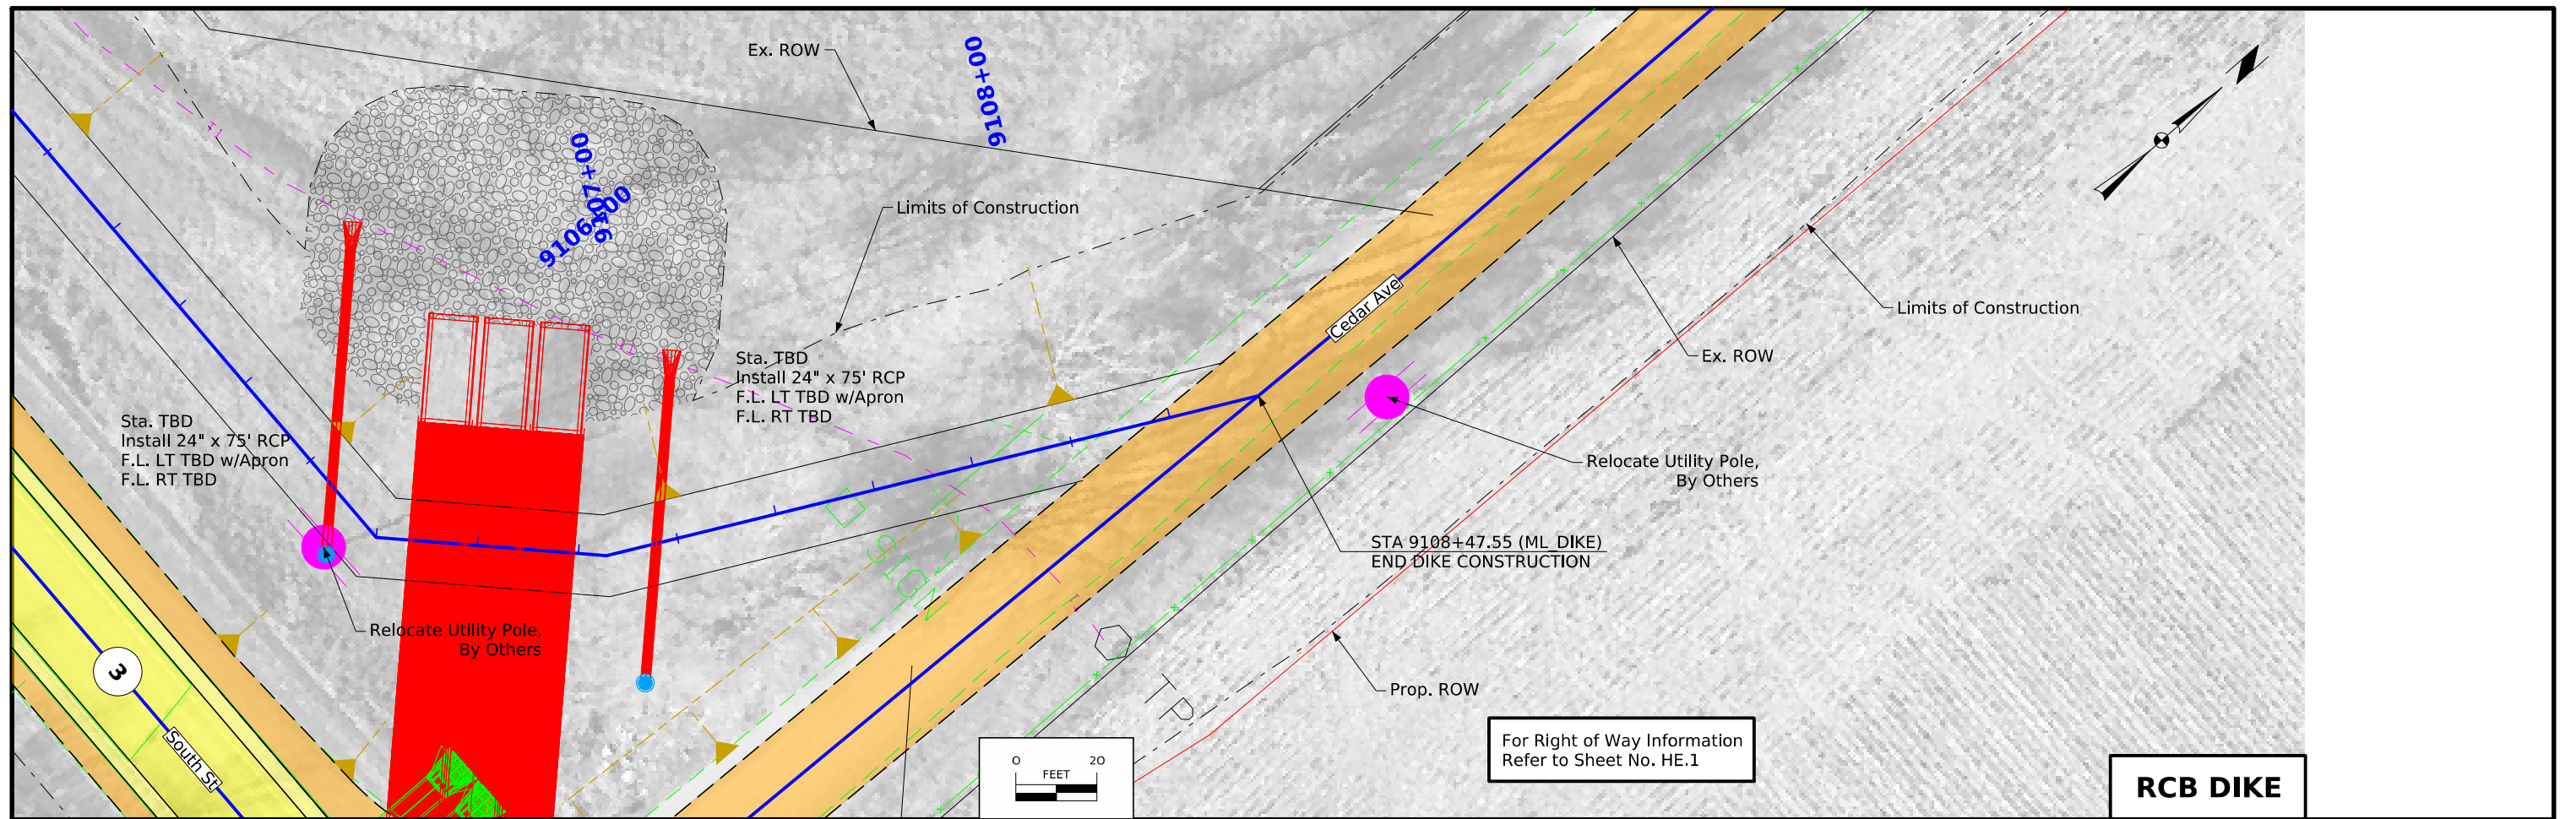 Ex. ROW
9108+00
9107+00
9106+00
Limits of Construction
Cedar Ave
Limits of Construction
Ex. ROW
Sta. TBD
Install 24" x 75' RCP
F.L. LT TBD w/Apron
F.L. RT TBD
Sta. TBD
Install 24" x 75' RCP
F.L. LT TBD w/Apron
F.L. RT TBD
Relocate Utility Pole,
By Others
STA 9108+47.55 (ML_DIKE)
END DIKE CONSTRUCTION
SIGN
Relocate Utility Pole,
By Others
3
South St
P
Prop. ROW
For Right of Way Information
Refer to Sheet No. HE.1
0 20
FEET
RCB DIKE